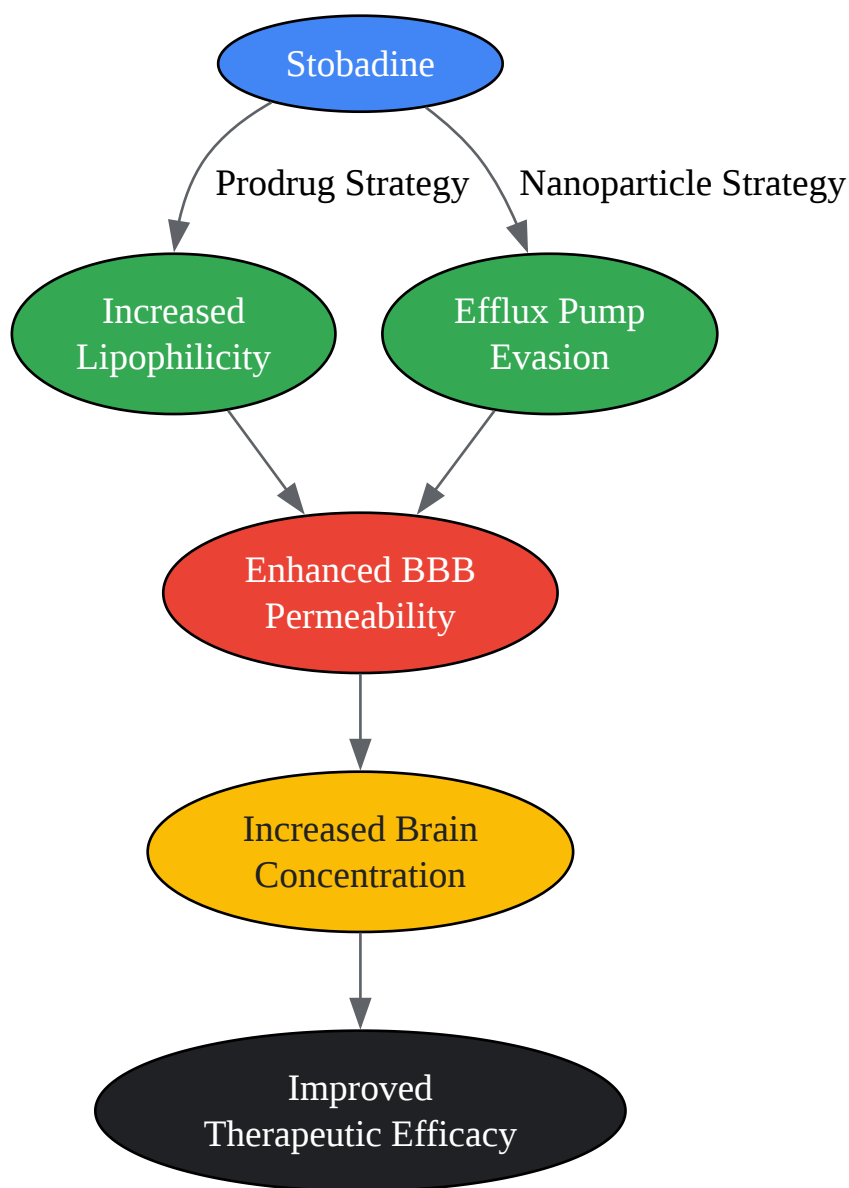 Stobadine
Prodrug Strategy
Nanoparticle Strategy
Increased
Lipophilicity
Efflux Pump
Evasion
Enhanced BBB
Permeability
Increased Brain
Concentration
Improved
Therapeutic Efficacy